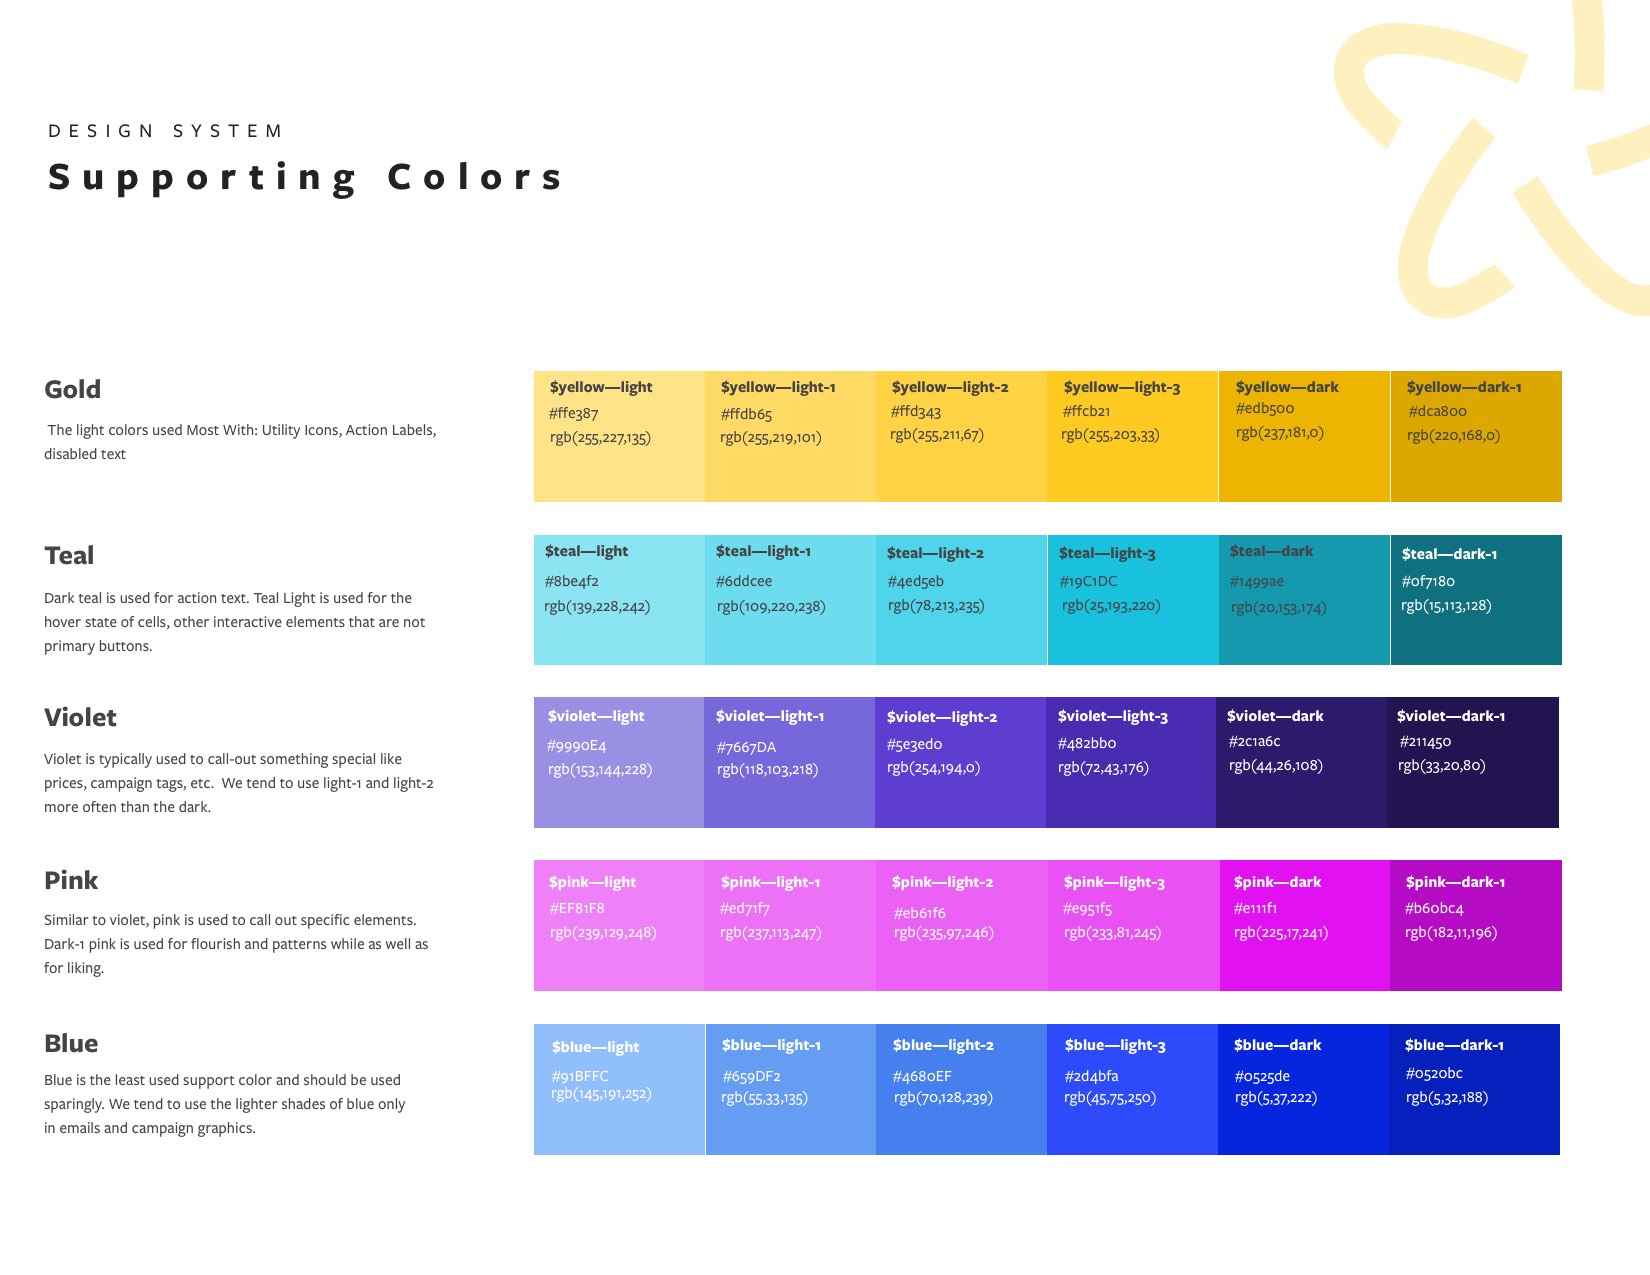 DESIGN SYSTEM
Supporting Colors
Gold
The light colors used Most With: Utility Icons, Action Labels,
disabled text
$yellow—light
#ffe387
rgb(255,227,135)
$yellow—light-1
#ffdb65
rgb(255,219,101)
$yellow—light-2
#ffd343
rgb(255,211,67)
$yellow—light-3
#ffcb21
rgb(255,203,33)
$yellow—dark
#edb500
rgb(237,181,0)
$yellow—dark-1
#dca800
rgb(220,168,0)
Teal
Dark teal is used for action text. Teal Light is used for the
hover state of cells, other interactive elements that are not
primary buttons.
$teal—light
#8be4f2
rgb(139,228,242)
$teal—light-1
#6ddcee
rgb(109,220,238)
$teal—light-2
#4ed5eb
rgb(78,213,235)
$teal—light-3
#19C1DC
rgb(25,193,220)
$teal—dark
#1499ae
rgb(20,153,174)
$teal—dark-1
#0f7180
rgb(15,113,128)
Violet
Violet is typically used to call-out something special like
prices, campaign tags, etc.  We tend to use light-1 and light-2
more often than the dark.
$violet—light
#9990E4
rgb(153,144,228)
$violet—light-1
#7667DA
rgb(118,103,218)
$violet—light-2
#5e3ed0
rgb(254,194,0)
$violet—light-3
#482bb0
rgb(72,43,176)
$violet—dark
#2c1a6c
rgb(44,26,108)
$violet—dark-1
#211450
rgb(33,20,80)
Pink
Similar to violet, pink is used to call out specific elements.
Dark-1 pink is used for flourish and patterns while as well as
for liking.
$pink—light
#EF81F8
rgb(239,129,248)
$pink—light-1
#ed71f7
rgb(237,113,247)
$pink—light-2
#eb61f6
rgb(235,97,246)
$pink—light-3
#e951f5
rgb(233,81,245)
$pink—dark
#e111f1
rgb(225,17,241)
$pink—dark-1
#b60bc4
rgb(182,11,196)
Blue
Blue is the least used support color and should be used
sparingly. We tend to use the lighter shades of blue only
in emails and campaign graphics.
$blue—light
#91BFFC
rgb(145,191,252)
$blue—light-1
#659DF2
rgb(55,33,135)
$blue—light-2
#4680EF
rgb(70,128,239)
$blue—light-3
#2d4bfa
rgb(45,75,250)
$blue—dark
#0525de
rgb(5,37,222)
$blue—dark-1
#0520bc
rgb(5,32,188)